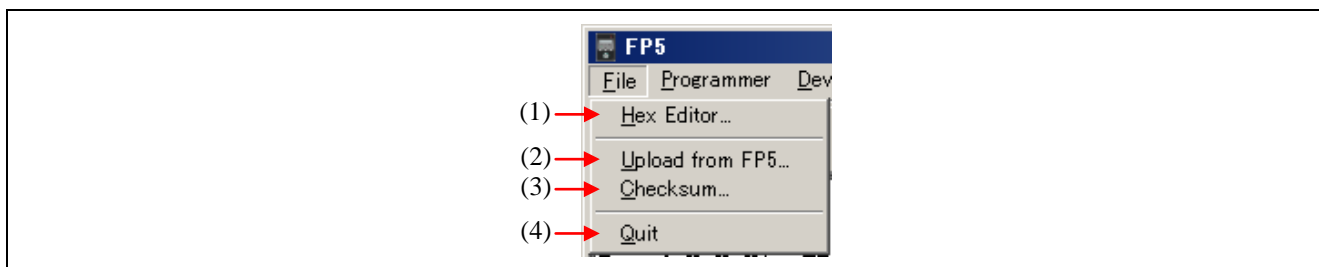 FP5
File Programmer Dev
(1) Hex Editor...
(2) Upload from FP5...
(3) Checksum...
(4) Quit